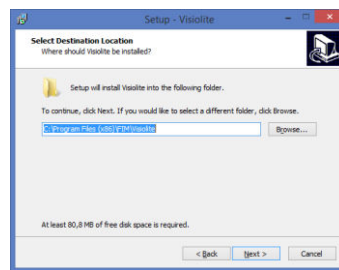 Setup - Visiolite
Select Destination Location
Where should Visiolite be installed?
Setup will install Visiolite into the following folder.
To continue, click Next. If you would like to select a different folder, click Browse.
C:\Program Files (x86)\FIM\Visiolite
Browse...
At least 80,8 MB of free disk space is required.
< Back
Next >
Cancel